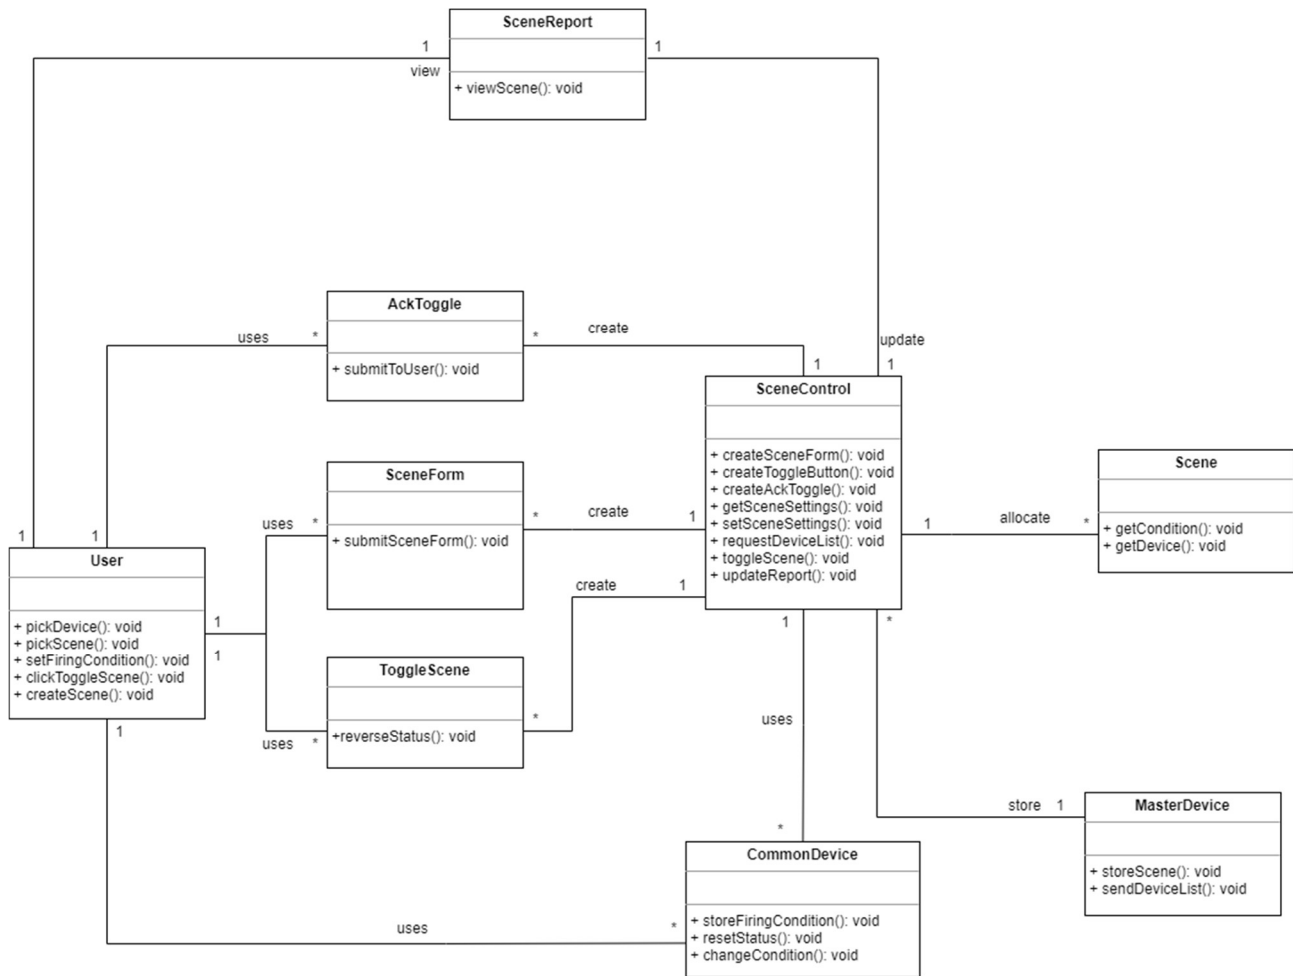 SceneReport
1
1
view
+ viewScene(): void
AckToggle
uses
*
*
create
+ submitToUser(): void
update
1
1
SceneControl
+ createSceneForm(): void
+ createToggleButton(): void
+ createAckToggle(): void
+ getSceneSettings(): void
+ setSceneSettings(): void
+ requestDeviceList(): void
+ toggleScene(): void
+ updateReport(): void
SceneForm
uses
*
*
create
1
+ submitSceneForm(): void
Scene
1
allocate
*
+ getCondition(): void
+ getDevice(): void
1
1
User
+ pickDevice(): void
+ pickScene(): void
+ setFiringCondition(): void
+ clickToggleScene(): void
+ createScene(): void
1
1
1
create
1
ToggleScene
*
+reverseStatus(): void
uses
*
1
*
uses
store
1
MasterDevice
+ storeScene(): void
+ sendDeviceList(): void
*
CommonDevice
+ storeFiringCondition(): void
+ resetStatus(): void
+ changeCondition(): void
uses
*